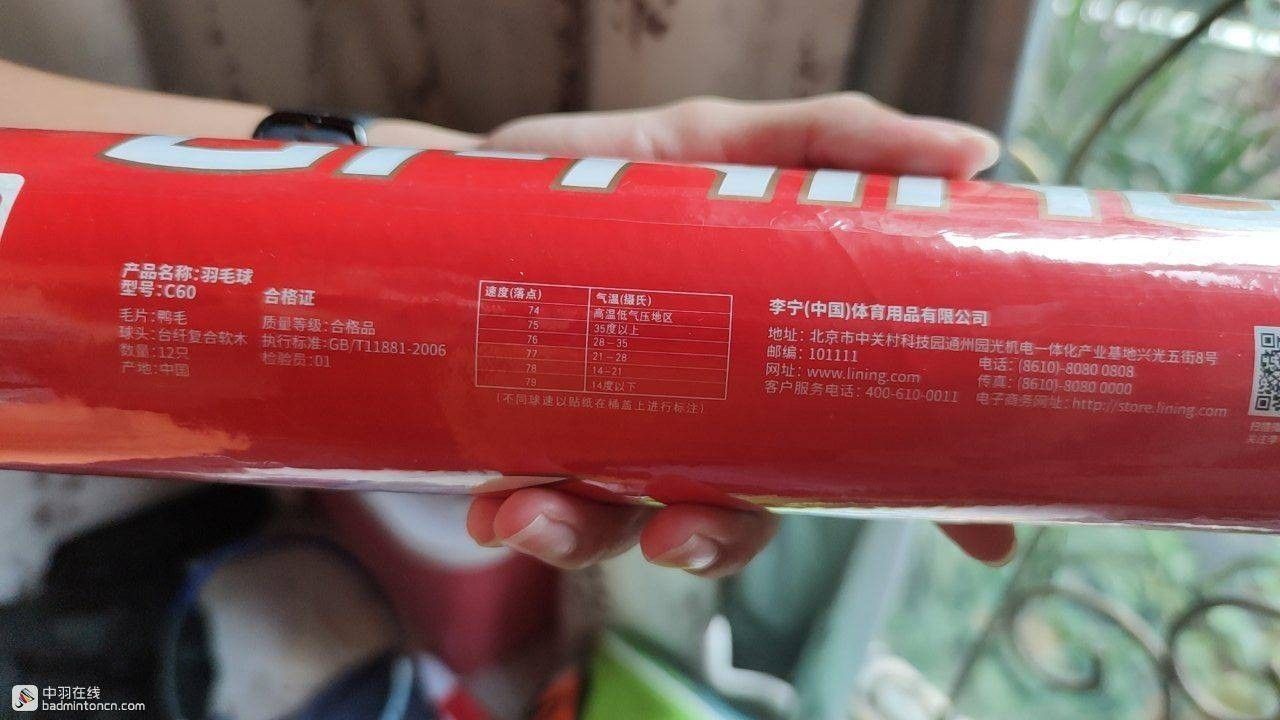 产品名称:羽毛球
型号:C60
毛片:鸭毛
球头:台纤复合软木
数量:12只
产地:中国
合格证
质量等级:合格品
执行标准:GB/T11881-2006
检验员:01
速度(落点) 气温(摄氏)
74 高温低气压地区
75 35度以上
76 28-35
77 21-28
78 14-21
79 14度以下
(不同球速以贴纸在桶盖上进行标注)
李宁(中国)体育用品有限公司
地址:北京市中关村科技园通州园光机电一体化产业基地兴光五街8号
邮编:101111 电话:(8610)-8080 0808
网址:www.lining.com 传真:(8610)-8080 0000
客户服务电话:400-610-0011 电子商务网址:http://store.lining.com
中羽在线
badmintoncn.com